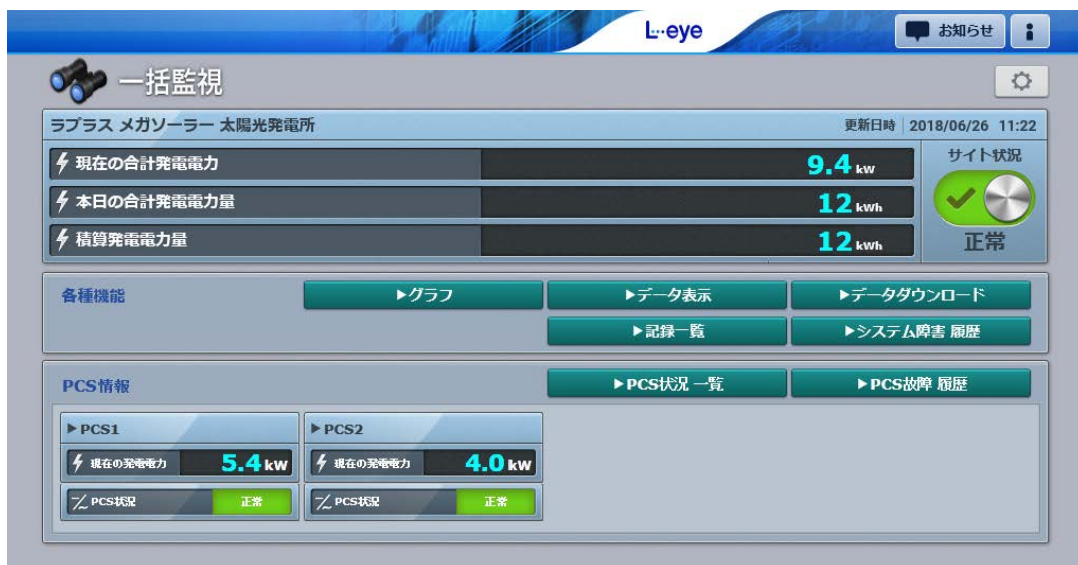 L・・eye
お知らせ
一括監視
ラプラス メガソーラー 太陽光発電所
更新日時 2018/06/26 11:22
現在の合計発電電力 9.4 kW
サイト状況
本日の合計発電電力量 12 kWh
積算発電電力量 12 kWh
正常
各種機能
▶グラフ
▶データ表示
▶データダウンロード
▶記録一覧
▶システム障害 履歴
PCS情報
▶PCS状況 一覧
▶PCS故障 履歴
▶PCS1
現在の発電電力 5.4 kW
PCS状況 正常
▶PCS2
現在の発電電力 4.0 kW
PCS状況 正常